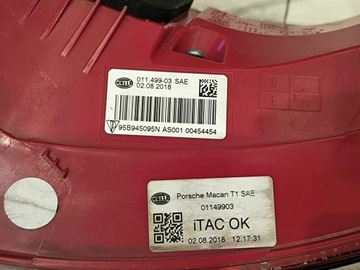 HELLA
011.499-03 SAE
02.08.2018
95B945095N AS001 00454454
HELLA
Porsche Macan T1 SAE
01149903
iTAC OK
02.08.2018 12:17:31